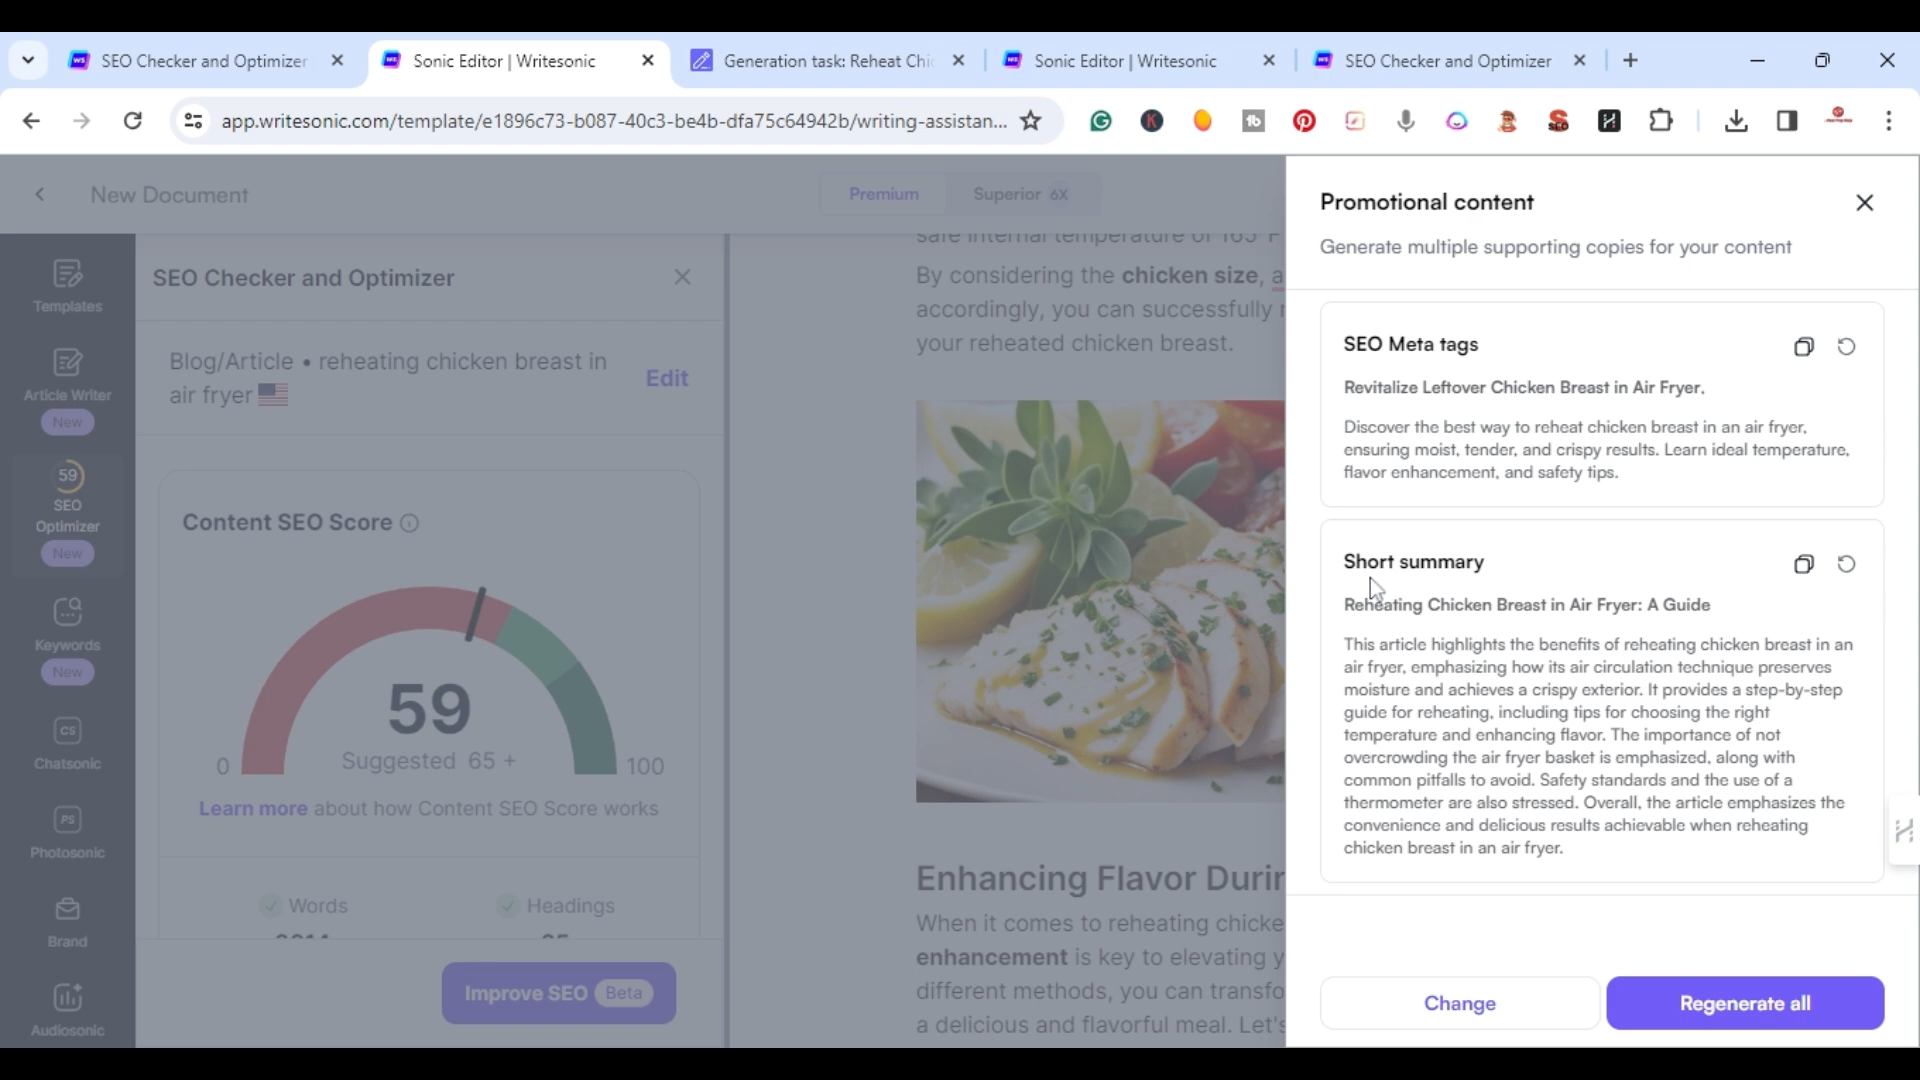 SEO Checker and Optimizer
Sonic Editor | Writesonic
Generation task: Reheat Chi
Sonic Editor | Writesonic
SEO Checker and Optimizer
app.writesonic.com/template/e1896c73-b087-40c3-be4b-dfa75c64942b/writing-assistan...
New Document
Premium
Superior 6X
Templates
Article Writer
New
59
SEO
Optimizer
New
Keywords
New
CS
Chatsonic
PS
Photosonic
Brand
Audiosonic
SEO Checker and Optimizer
Blog/Article • reheating chicken breast in
air fryer
Edit
Content SEO Score
59
0
Suggested 65 +
100
Learn more about how Content SEO Score works
Words
Headings
Improve SEO Beta
safe internal temperature of 165°F
By considering the chicken size, a
accordingly, you can successfully r
your reheated chicken breast.
Enhancing Flavor Durin
When it comes to reheating chicke
enhancement is key to elevating y
different methods, you can transfo
a delicious and flavorful meal. Let's
Promotional content
Generate multiple supporting copies for your content
SEO Meta tags
Revitalize Leftover Chicken Breast in Air Fryer.
Discover the best way to reheat chicken breast in an air fryer,
ensuring moist, tender, and crispy results. Learn ideal temperature,
flavor enhancement, and safety tips.
Short summary
Reheating Chicken Breast in Air Fryer: A Guide
This article highlights the benefits of reheating chicken breast in an
air fryer, emphasizing how its air circulation technique preserves
moisture and achieves a crispy exterior. It provides a step-by-step
guide for reheating, including tips for choosing the right
temperature and enhancing flavor. The importance of not
overcrowding the air fryer basket is emphasized, along with
common pitfalls to avoid. Safety standards and the use of a
thermometer are also stressed. Overall, the article emphasizes the
convenience and delicious results achievable when reheating
chicken breast in an air fryer.
Change
Regenerate all